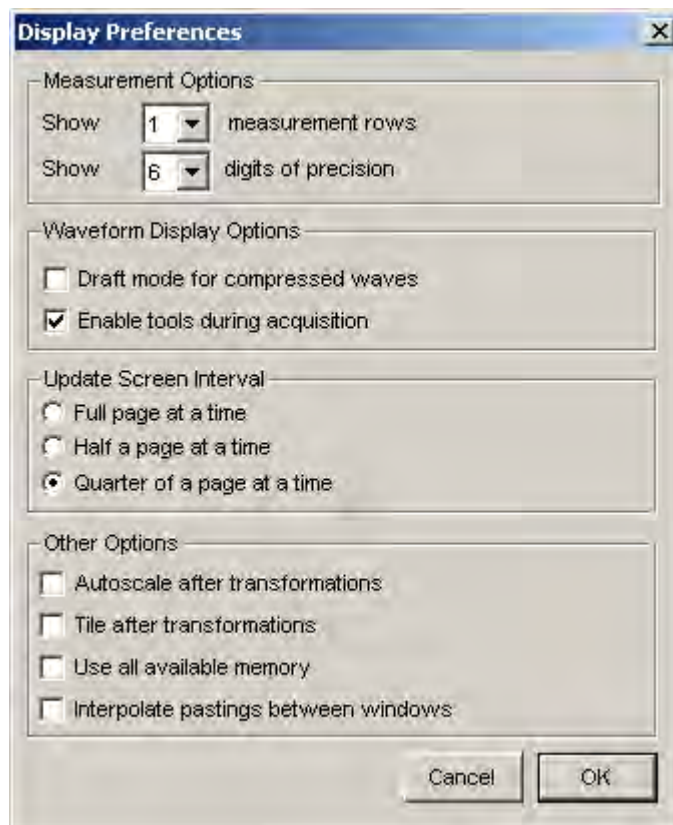 Display Preferences
Measurement Options
Show 1 measurement rows
Show 6 digits of precision
Waveform Display Options
Draft mode for compressed waves
Enable tools during acquisition
Update Screen Interval
Full page at a time
Half a page at a time
Quarter of a page at a time
Other Options
Autoscale after transformations
Tile after transformations
Use all available memory
Interpolate pastings between windows
Cancel OK